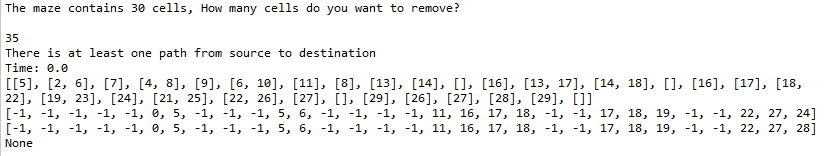 The maze contains 30 cells, How many cells do you want to remove?
35
There is at least one path from source to destination
Time: 0.0
[[5], [2, 6], [7], [4, 8], [9], [6, 10], [11], [8], [13], [14], [], [16], [13, 17], [14, 18], [], [16], [17], [18,
22], [19, 23], [24], [21, 25], [22, 26], [27], [], [29], [26], [27], [28], [29], []]
[-1, -1, -1, -1, -1, 0, 5, -1, -1, -1, 5, 6, -1, -1, -1, -1, 11, 16, 17, 18, -1, -1, 17, 18, 19, -1, -1, 22, 27, 24]
[-1, -1, -1, -1, -1, 0, 5, -1, -1, -1, 5, 6, -1, -1, -1, -1, 11, 16, 17, 18, -1, -1, 17, 18, 19, -1, -1, 22, 27, 28]
None